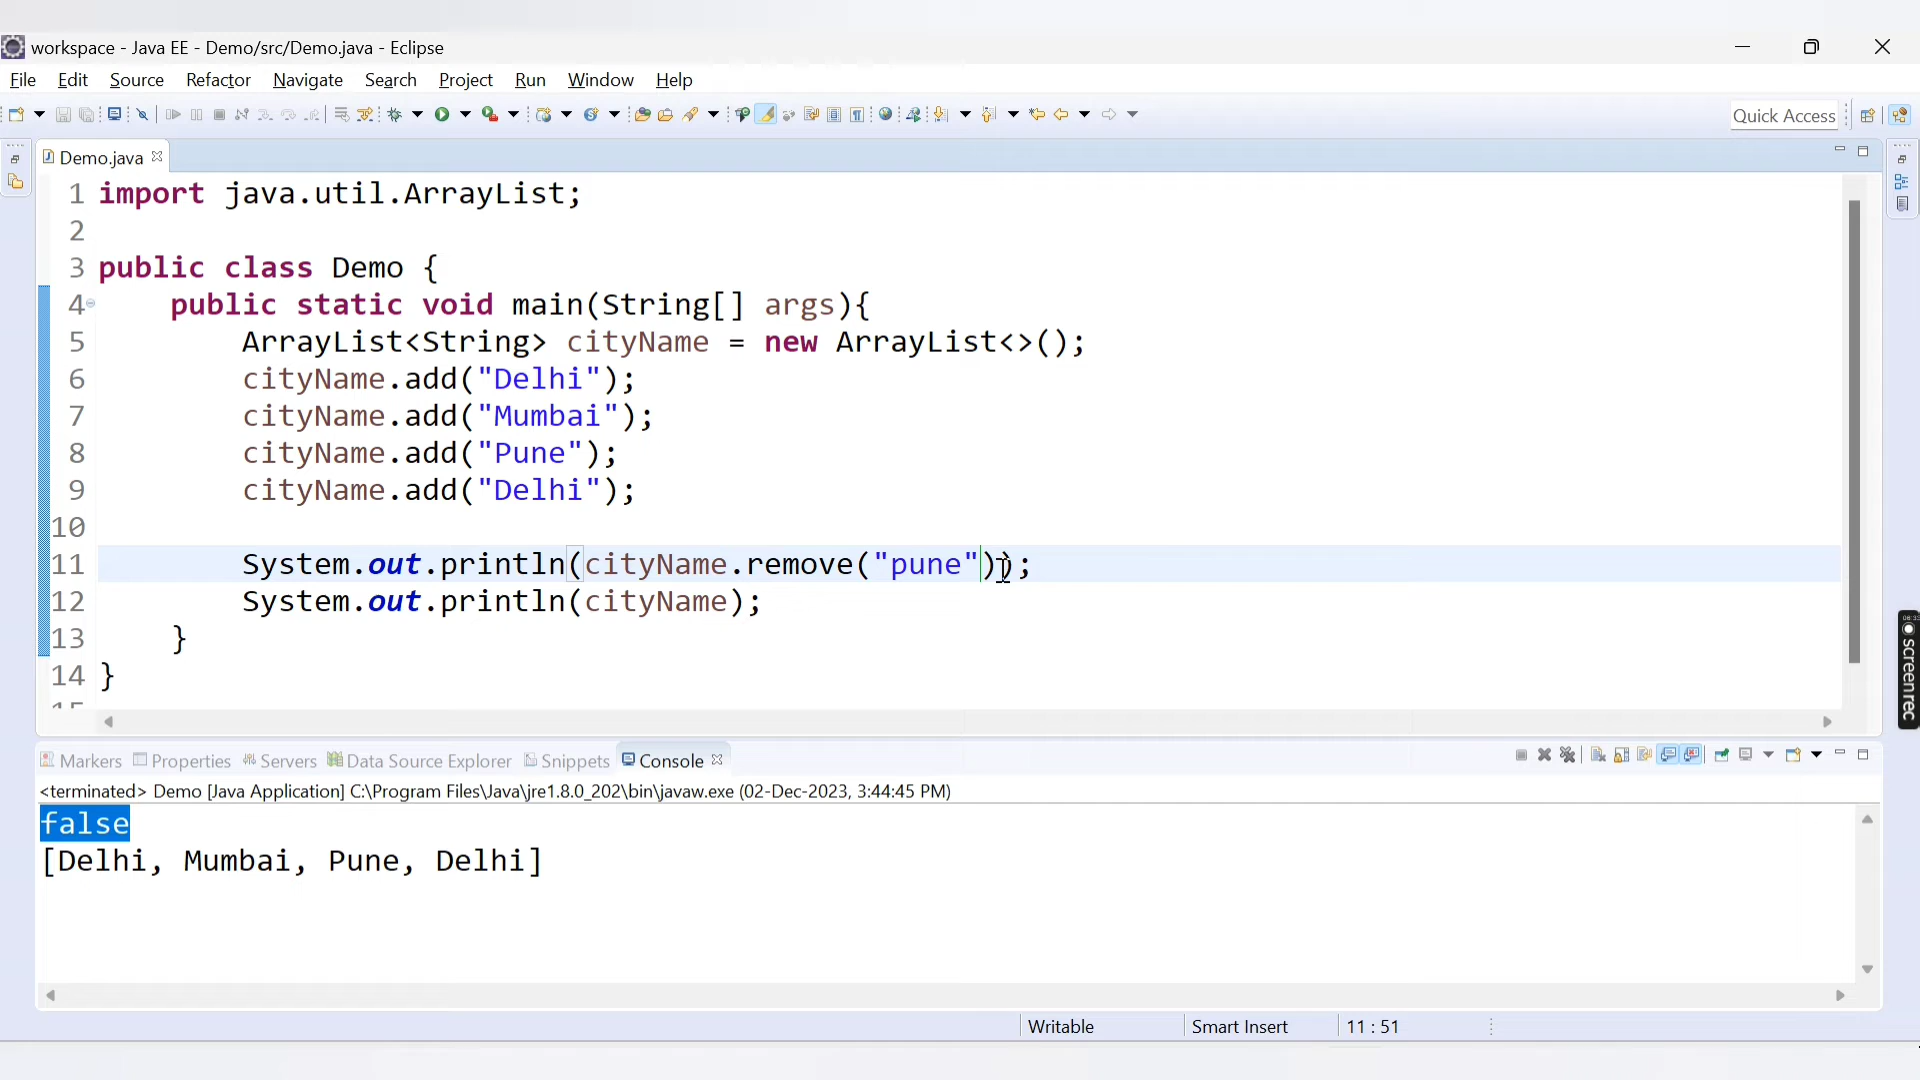 workspace - Java EE - Demo/src/Demo.java - Eclipse
File Edit Source Refactor Navigate Search Project Run Window Help
Quick Access
Demo.java
1 import java.util.ArrayList;
2
3 public class Demo {
4 public static void main(String[] args){
5 ArrayList<String> cityName = new ArrayList<>();
6 cityName.add("Delhi");
7 cityName.add("Mumbai");
8 cityName.add("Pune");
9 cityName.add("Delhi");
10
11 System.out.println(cityName.remove("pune"));
12 System.out.println(cityName);
13 }
14 }
screenrec
Markers Properties Servers Data Source Explorer Snippets Console
<terminated> Demo [Java Application] C:\Program Files\Java\jre1.8.0_202\bin\javaw.exe (02-Dec-2023, 3:44:45 PM)
false
[Delhi, Mumbai, Pune, Delhi]
Writable Smart Insert 11 : 51